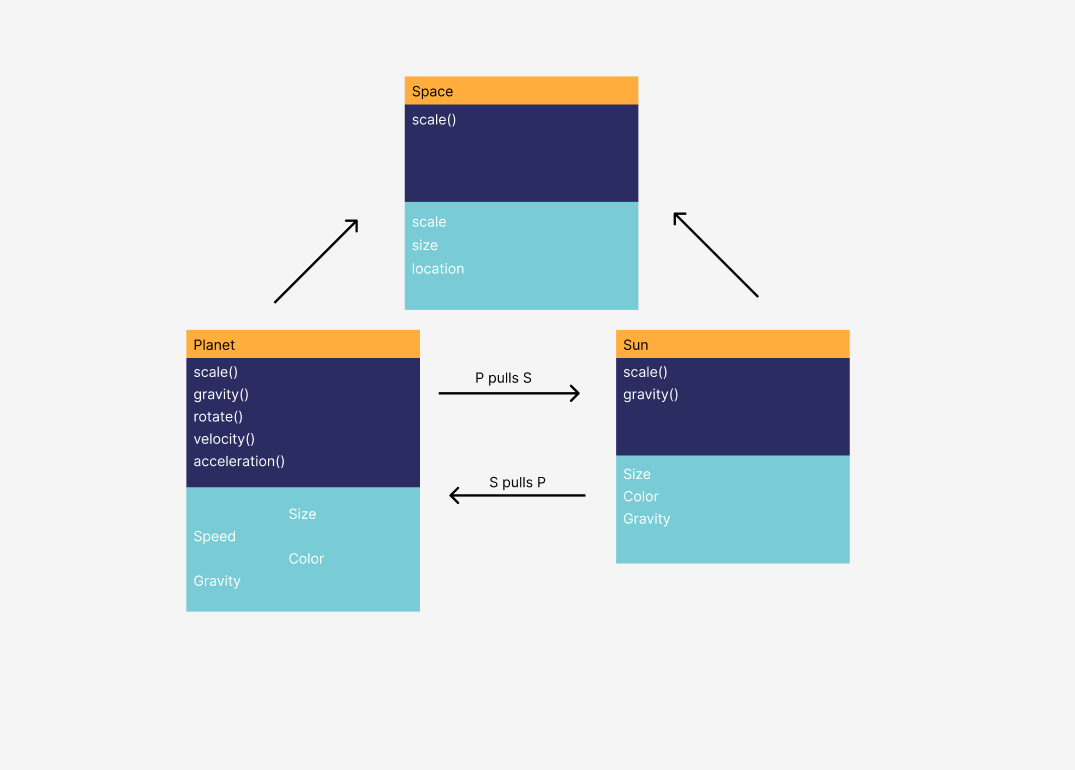 Space
scale()
scale
size
location
Planet
scale()
gravity()
rotate()
velocity()
acceleration()
Size
Speed
Color
Gravity
P pulls S
S pulls P
Sun
scale()
gravity()
Size
Color
Gravity